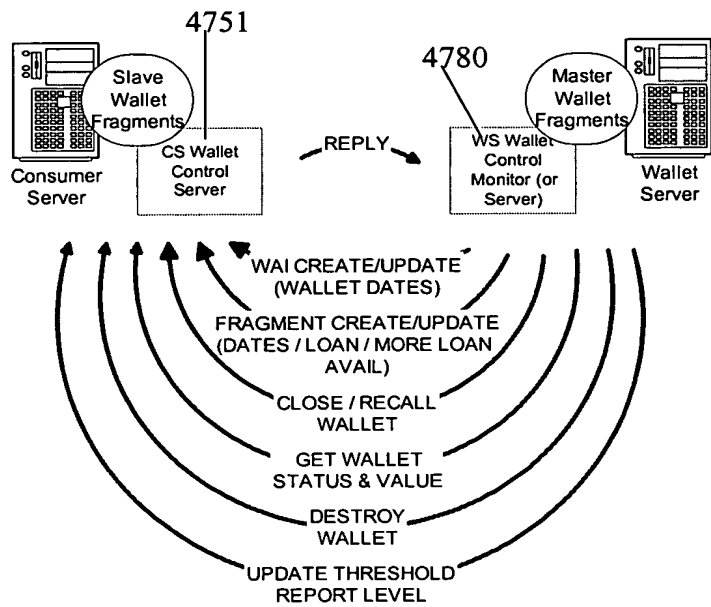 4751
4780
Slave
Wallet
Fragments
Master
Wallet
Fragments
CS Wallet
Control
Server
REPLY
WS Wallet
Control
Monitor (or
Server)
Consumer
Server
Wallet
Server
WAI CREATE/UPDATE
(WALLET DATES)
FRAGMENT CREATE/UPDATE
(DATES / LOAN / MORE LOAN
AVAIL)
CLOSE / RECALL
WALLET
GET WALLET
STATUS & VALUE
DESTROY
WALLET
UPDATE THRESHOLD
REPORT LEVEL